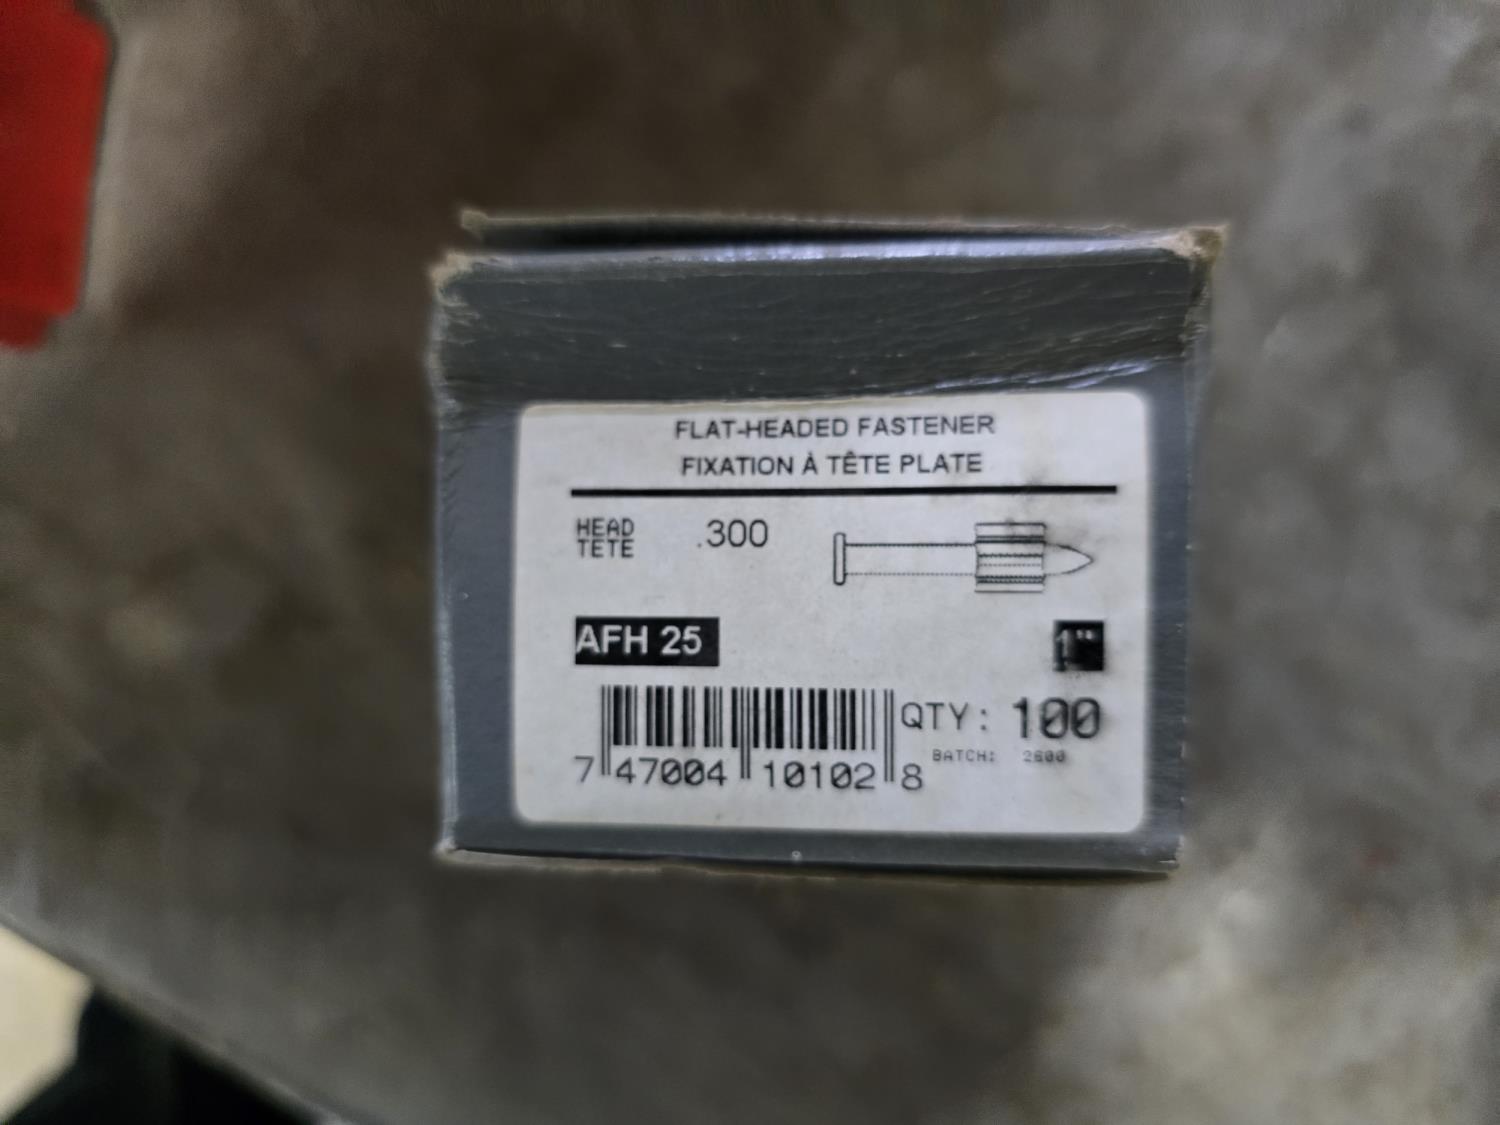 FLAT-HEADED FASTENER
FIXATION À TÊTE PLATE
HEAD
TETE
.300
AFH 25
1"
QTY: 100
BATCH: 2600
7 47004 10102 8